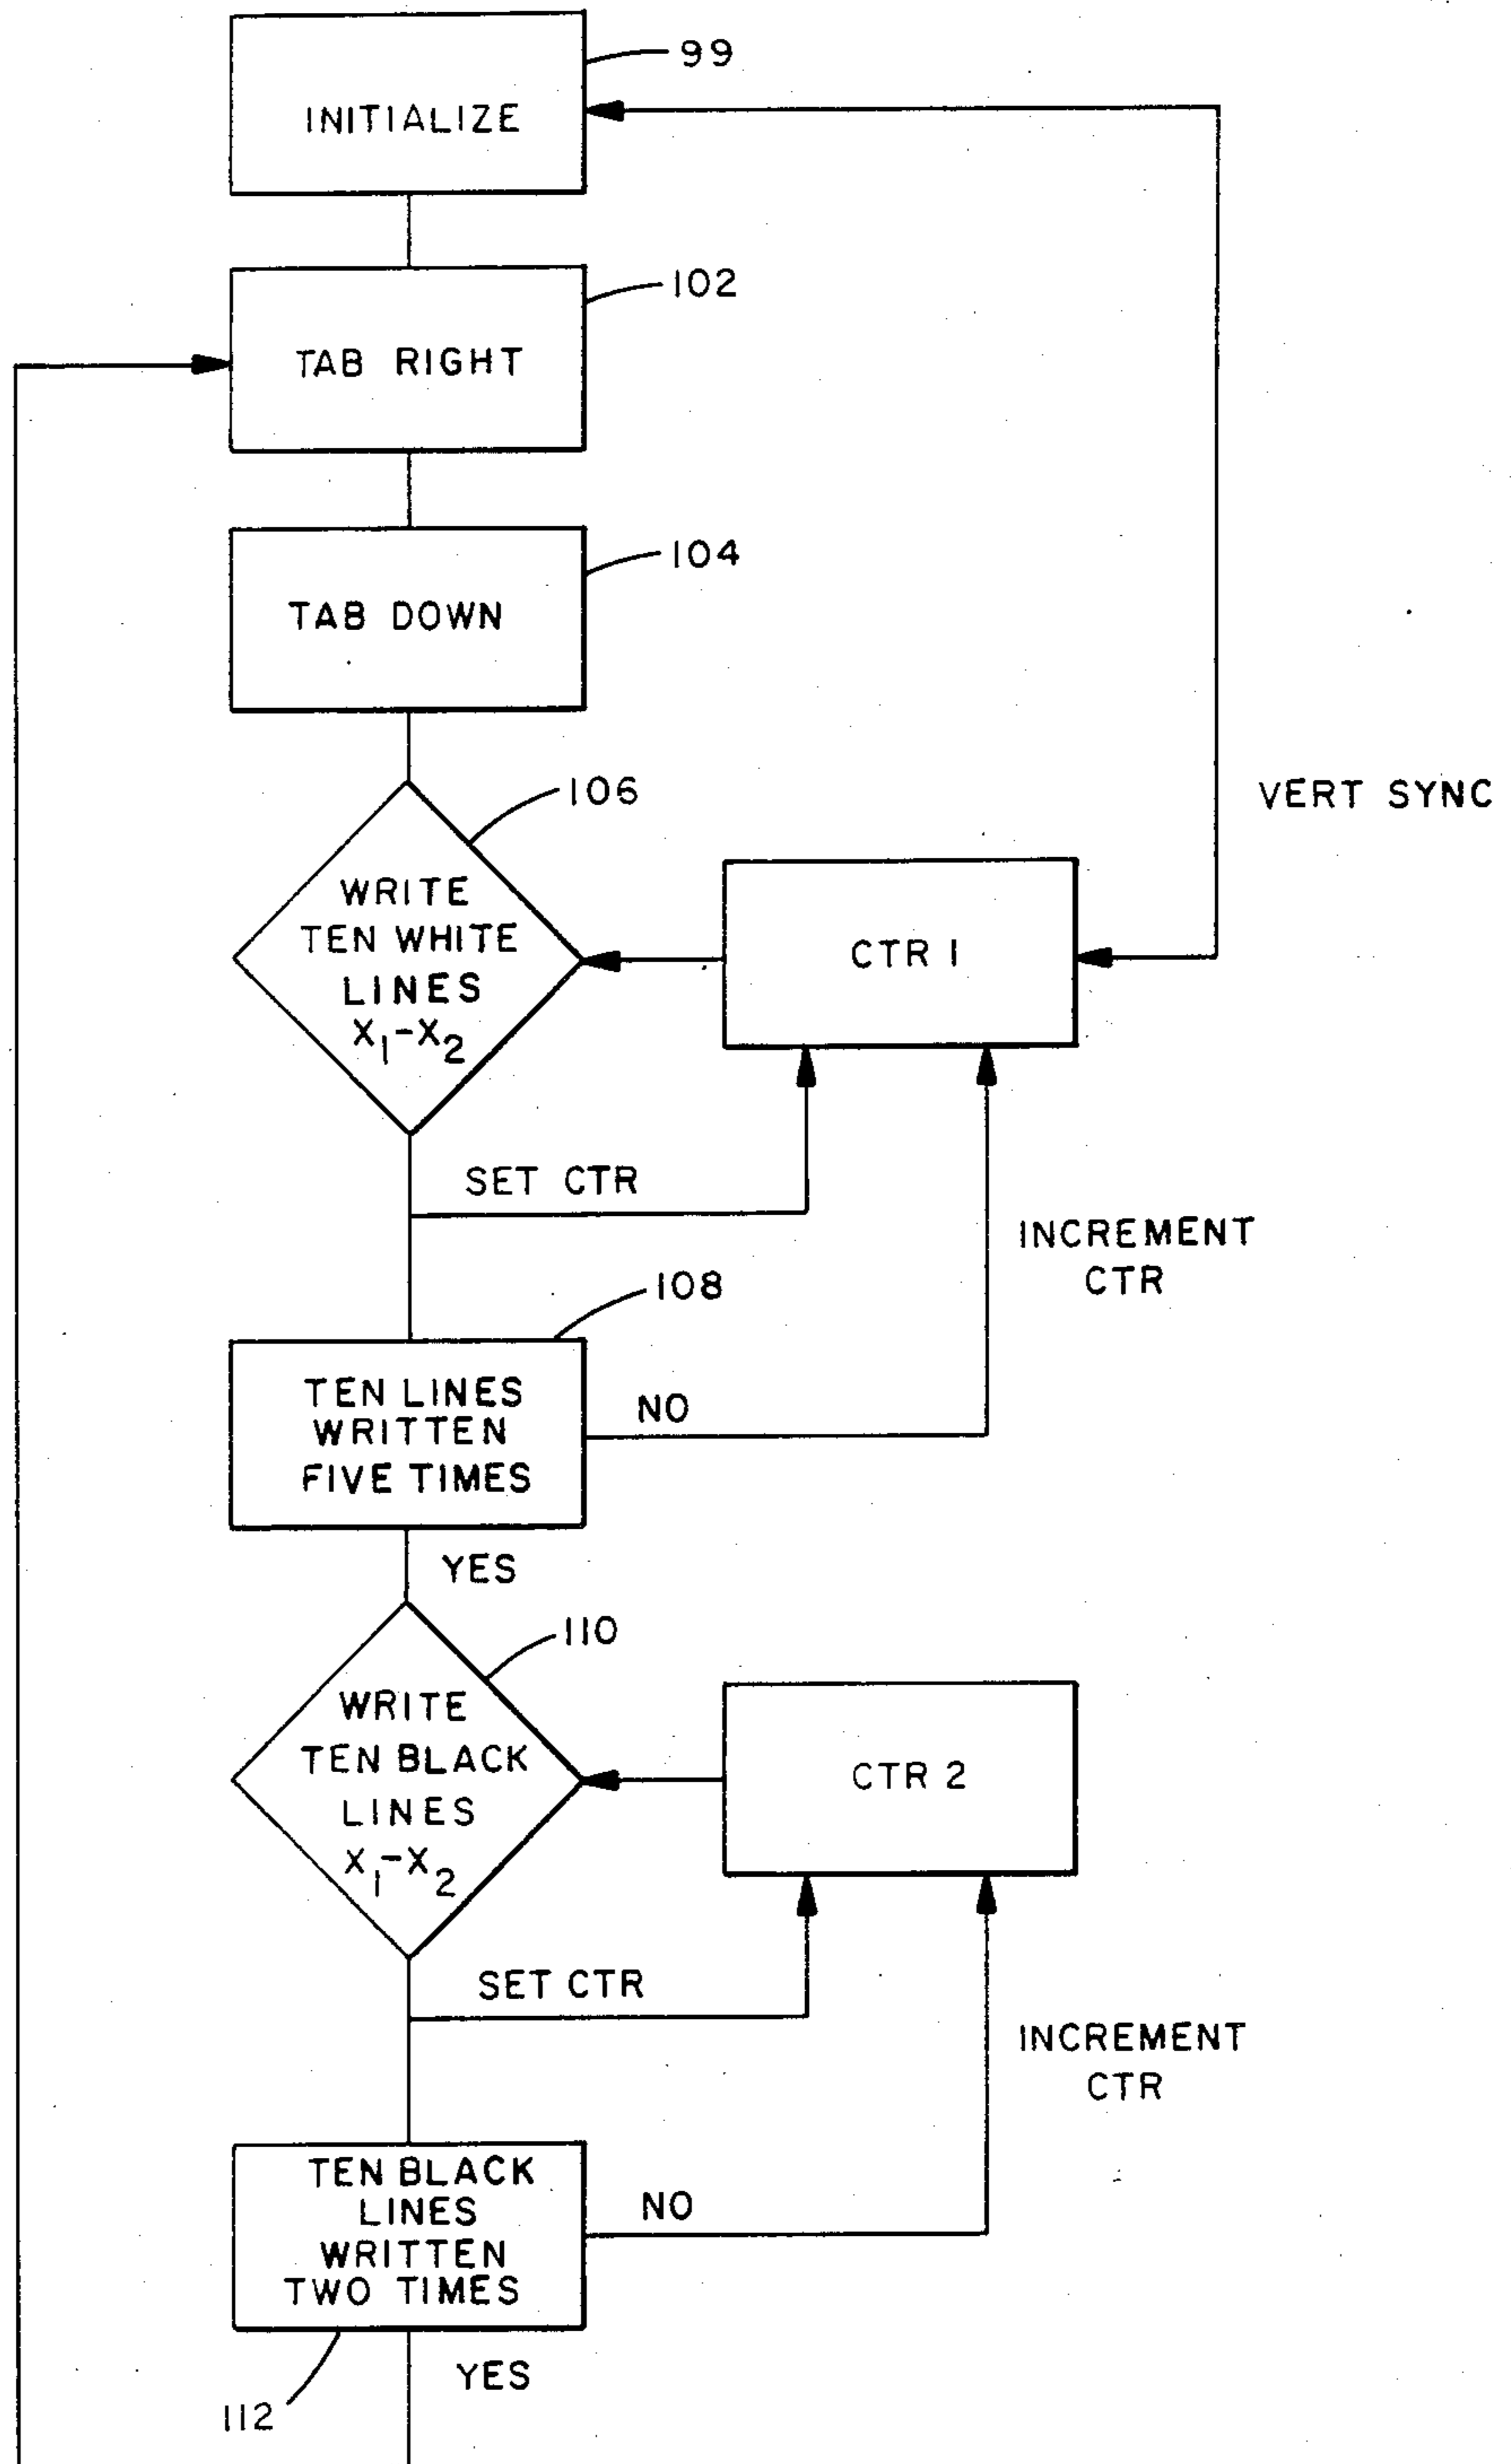 99
INITIALIZE
102
TAB RIGHT
104
TAB DOWN
106
VERT SYNC
WRITE
TEN WHITE
LINES
X₁-X₂
CTR 1
SET CTR
INCREMENT
CTR
108
TEN LINES
WRITTEN
FIVE TIMES
NO
YES
110
WRITE
TEN BLACK
LINES
X₁-X₂
CTR 2
SET CTR
INCREMENT
CTR
TEN BLACK
LINES
WRITTEN
TWO TIMES
NO
YES
112